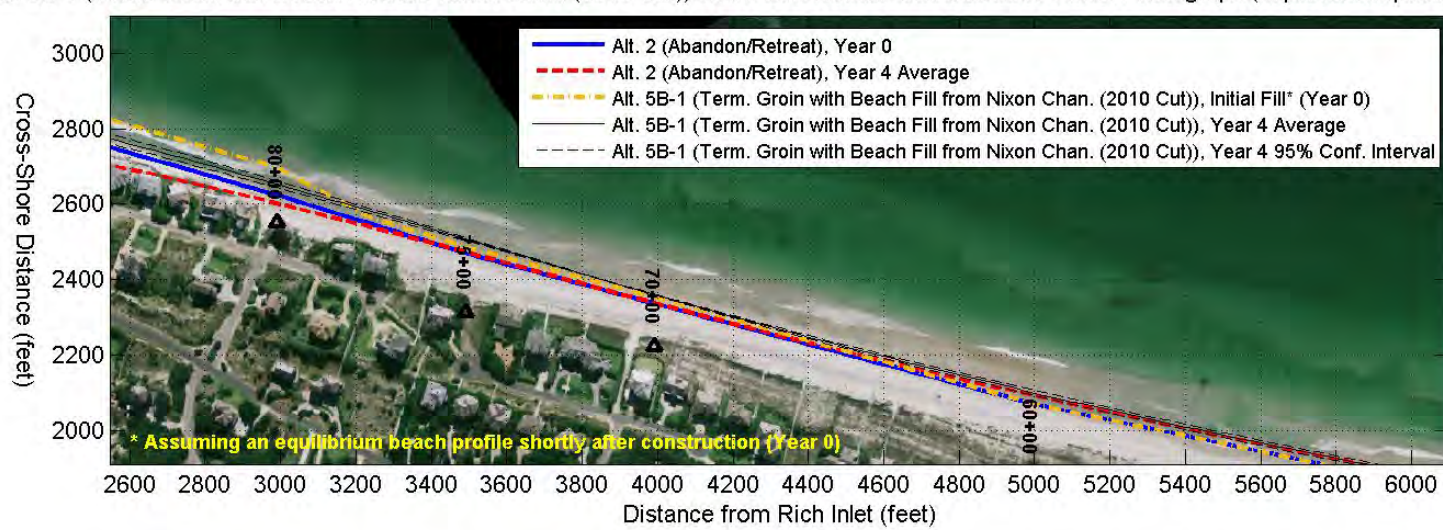 Cross-Shore Distance (feet)
3000
2800
2600
2400
2200
2000
Alt. 2 (Abandon/Retreat), Year 0
Alt. 2 (Abandon/Retreat), Year 4 Average
Alt. 5B-1 (Term. Groin with Beach Fill from Nixon Chan. (2010 Cut)), Initial Fill* (Year 0)
Alt. 5B-1 (Term. Groin with Beach Fill from Nixon Chan. (2010 Cut)), Year 4 Average
Alt. 5B-1 (Term. Groin with Beach Fill from Nixon Chan. (2010 Cut)), Year 4 95% Conf. Interval
80+00
75+00
70+00
60+00
* Assuming an equilibrium beach profile shortly after construction (Year 0)
2600 2800 3000 3200 3400 3600 3800 4000 4200 4400 4600 4800 5000 5200 5400 5600 5800 6000
Distance from Rich Inlet (feet)